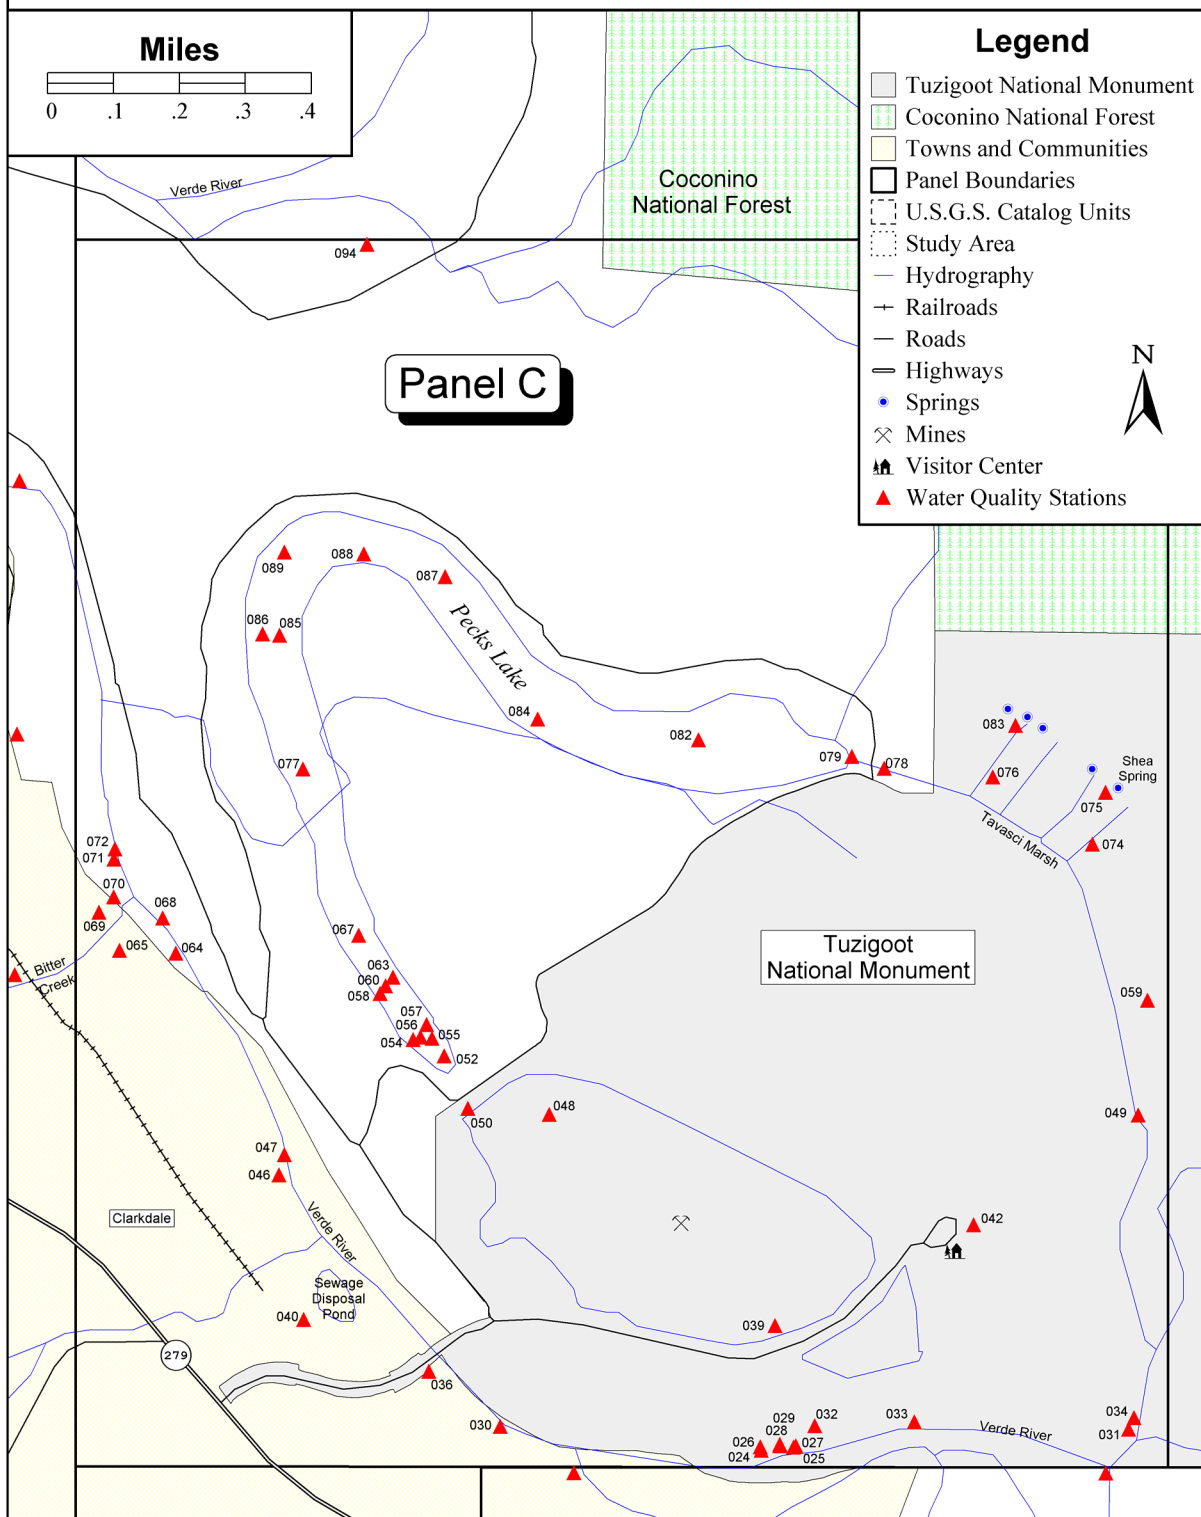 Miles
0 .1 .2 .3 .4
Legend
Tuzigoot National Monument
Coconino National Forest
Towns and Communities
Panel Boundaries
U.S.G.S. Catalog Units
Study Area
Hydrography
Railroads
Roads
Highways
Springs
Mines
Visitor Center
Water Quality Stations
N
Verde River
Coconino
National Forest
094
Panel C
089
088
087
086
085
Pecks Lake
084
082
083
079
078
077
076
Shea
Spring
075
Tavasci Marsh
074
072
071
070
069
068
065
064
067
Bitter
Creek
063
060
058
057
056
055
054
052
Tuzigoot
National Monument
059
050
048
049
047
046
Clarkdale
Verde River
042
Sewage
Disposal
Pond
040
039
279
036
030
029
032
033
034
031
028
026
027
024
025
Verde River